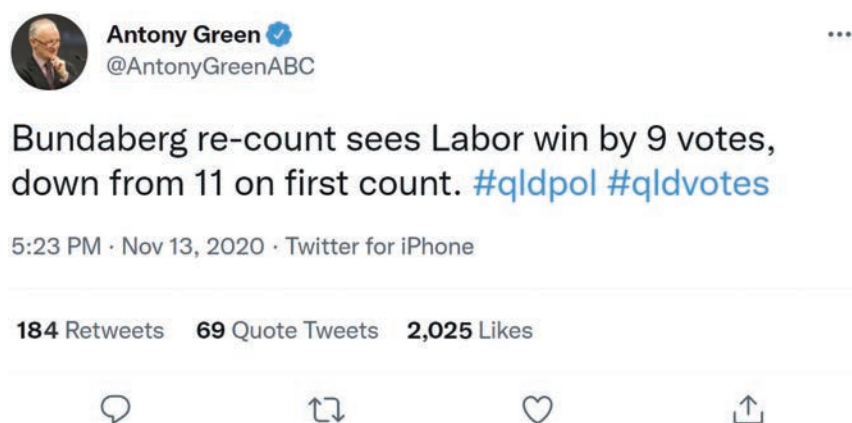 Antony Green
@AntonyGreenABC
Bundaberg re-count sees Labor win by 9 votes,
down from 11 on first count. #qldpol #qldvotes
5:23 PM · Nov 13, 2020 · Twitter for iPhone
184 Retweets 69 Quote Tweets 2,025 Likes